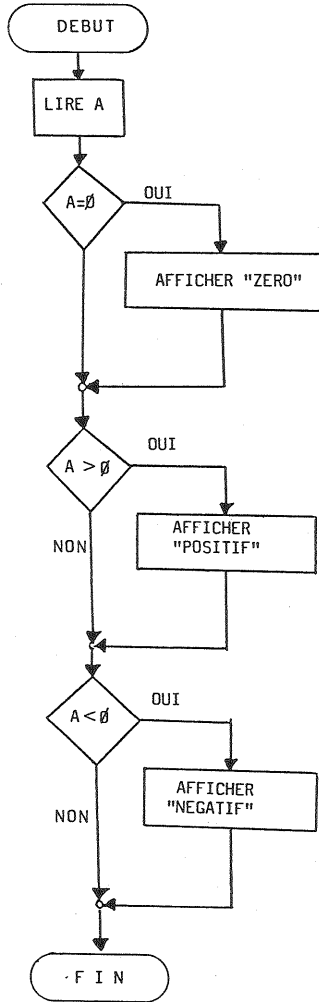 DEBUT
LIRE A
A=Ø
OUI
AFFICHER "ZERO"
A > Ø
OUI
AFFICHER
"POSITIF"
NON
A < Ø
OUI
AFFICHER
"NEGATIF"
NON
F I N